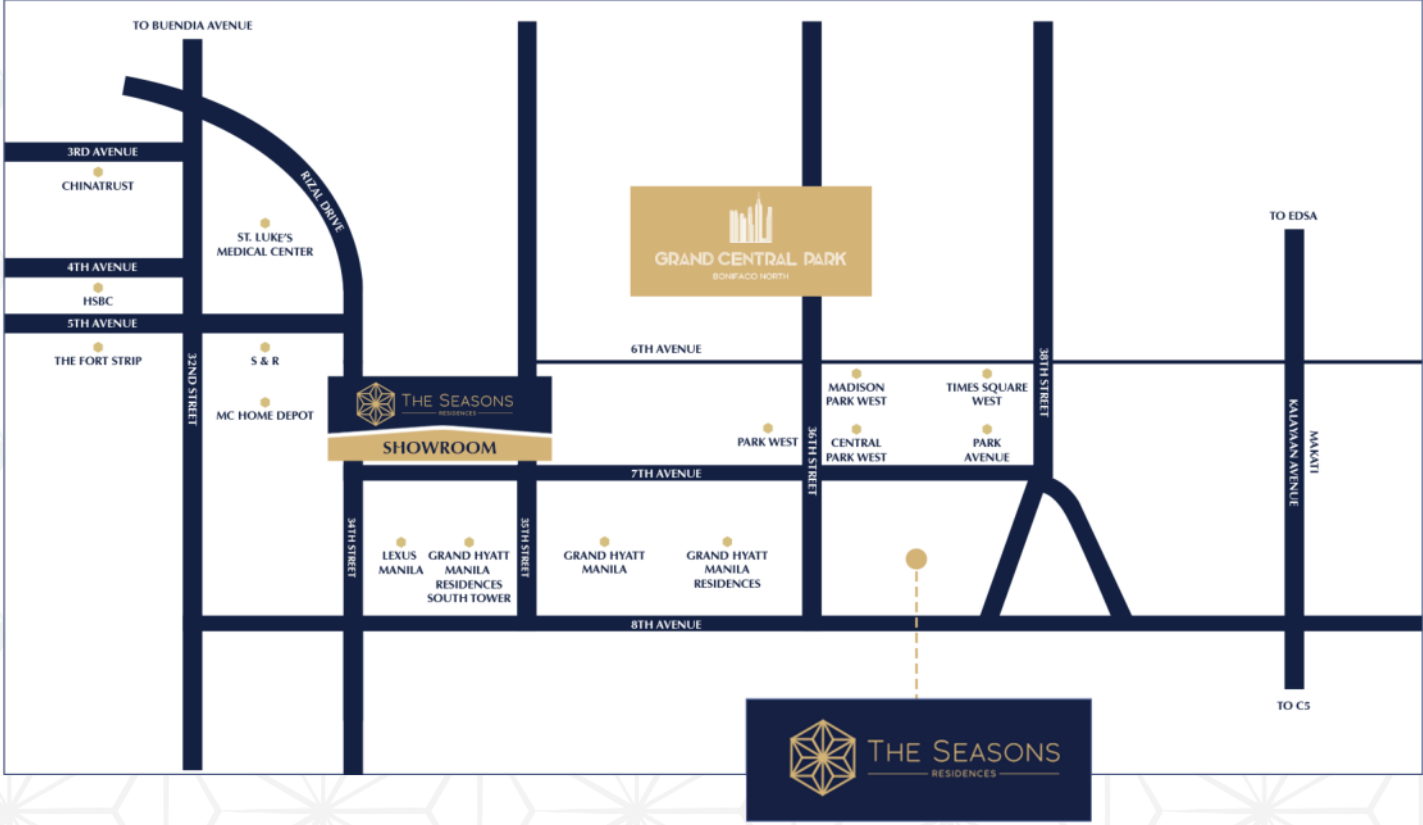 TO BUENDIA AVENUE
3RD AVENUE
CHINATRUST
RIZAL DRIVE
ST. LUKE'S
MEDICAL CENTER
GRAND CENTRAL PARK
BONIFACO NORTH
TO EDSA
4TH AVENUE
HSBC
5TH AVENUE
THE FORT STRIP
32ND STREET
S & R
MC HOME DEPOT
THE SEASONS
RESIDENCES
SHOWROOM
6TH AVENUE
38TH STREET
MADISON
PARK WEST
TIMES SQUARE
WEST
PARK WEST
36TH STREET
CENTRAL
PARK WEST
PARK
AVENUE
KALAYAAN AVENUE
MAKATI
7TH AVENUE
34TH STREET
LEXUS
MANILA
GRAND HYATT
MANILA
RESIDENCES
SOUTH TOWER
35TH STREET
GRAND HYATT
MANILA
GRAND HYATT
MANILA
RESIDENCES
8TH AVENUE
TO C5
THE SEASONS
RESIDENCES